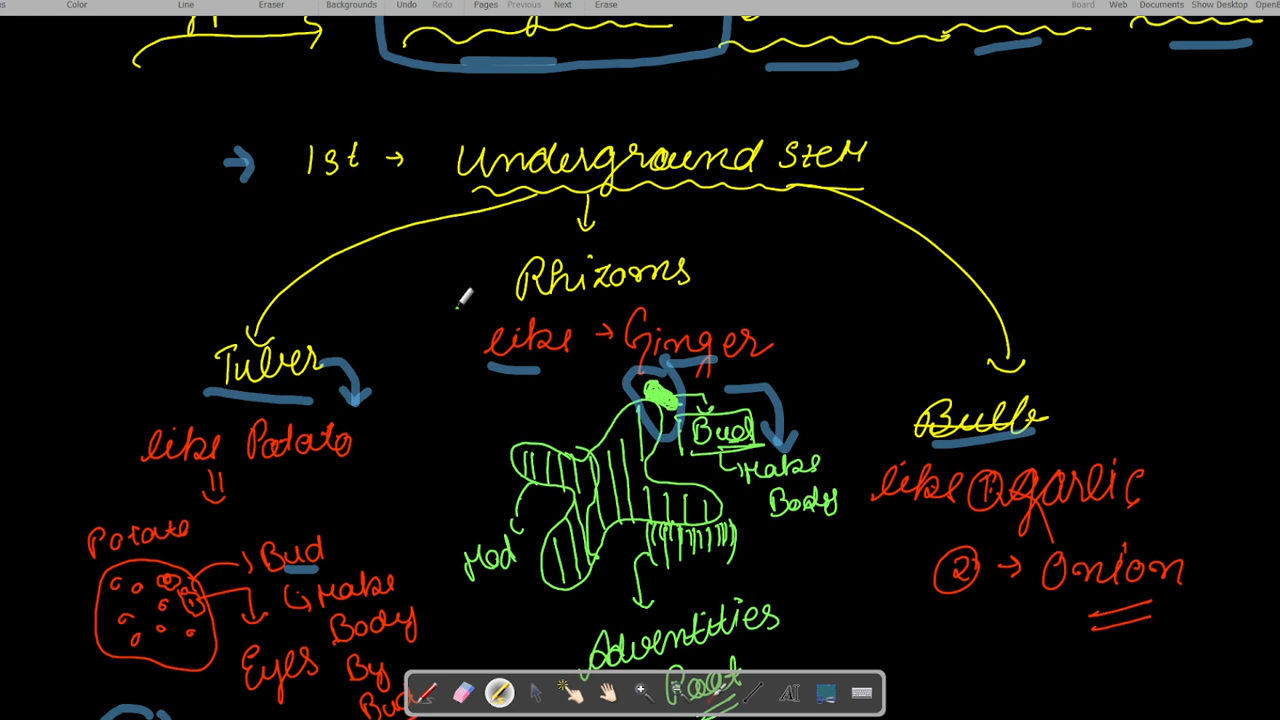 Color Line Eraser Backgrounds Undo Redo Pages Previous Next Erase Board Web Documents Show Desktop
1st → Underground stem
Rhizoms
like → Ginger
Tuber
like Potato
Bulb
like ① garlic
② → Onion
Bud
Make
Body
Mod
Adventities
Root
Potato
Bud
Make
Body
Eyes By